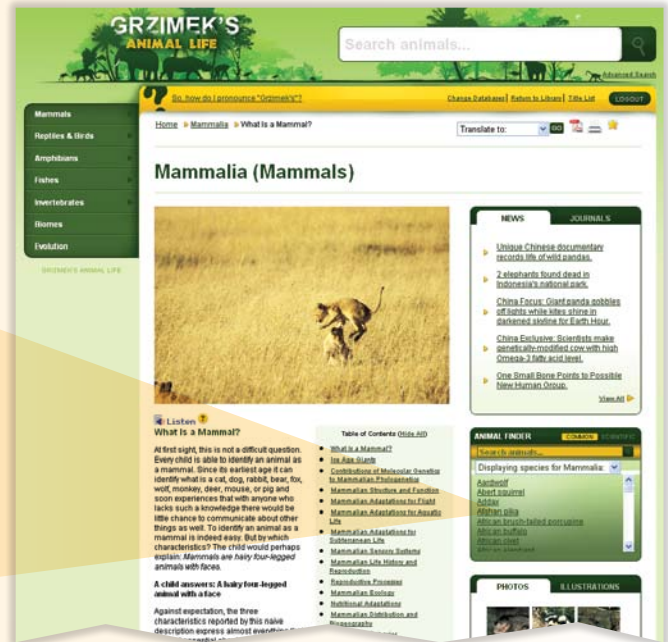 GRZIMEK'S
ANIMAL LIFE
Search animals...
Advanced Search
So, how do I pronounce "Grzimek's"?
Change Databases | Return to Library | Title List
LOGOUT
Mammals
Reptiles & Birds
Amphibians
Fishes
Invertebrates
Biomes
Evolution
GRZIMEK'S ANIMAL LIFE
Home Mammalia What Is a Mammal?
Translate to:
GO
Mammalia (Mammals)
NEWS
JOURNALS
Unique Chinese documentary
records life of wild pandas.
2 elephants found dead in
Indonesia's national park.
China Focus: Giant panda gobbles
off lights while kites shine in
darkened skyline for Earth Hour.
China Exclusive: Scientists make
genetically-modified cow with high
Omega-3 fatty acid level.
One Small Bone Points to Possible
New Human Group.
View All
Listen ?
What Is a Mammal?
At first sight, this is not a difficult question.
Every child is able to identify an animal as
a mammal. Since its earliest age it can
identify what is a cat, dog, rabbit, bear, fox,
wolf, monkey, deer, mouse, or pig and
soon experiences that with anyone who
lacks such a knowledge there would be
little chance to communicate about other
things as well. To identify an animal as a
mammal is indeed easy. But by which
characteristics? The child would perhaps
explain: Mammals are hairy four-legged
animals with faces.
A child answers: A hairy four-legged
animal with a face
Against expectation, the three
characteristics reported by this naive
description express almost everything
Table of Contents (Hide All)
What Is a Mammal?
Ice Age Giants
Contributions of Molecular Genetics
to Mammalian Phylogenetics
Mammalian Structure and Function
Mammalian Adaptations for Flight
Mammalian Adaptations for Aquatic
Life
Mammalian Adaptations for
Subterranean Life
Mammalian Sensory Systems
Mammalian Life History and
Reproduction
Reproductive Processes
Mammalian Ecology
Nutritional Adaptations
Mammalian Distribution and
Biogeography
ANIMAL FINDER
COMMON
SCIENTIFIC
Search animals...
Displaying species for Mammalia:
Aardwolf
Abert squirrel
Addax
Afghan pika
African brush-tailed porcupine
African buffalo
African civet
African elephant
PHOTOS
ILLUSTRATIONS